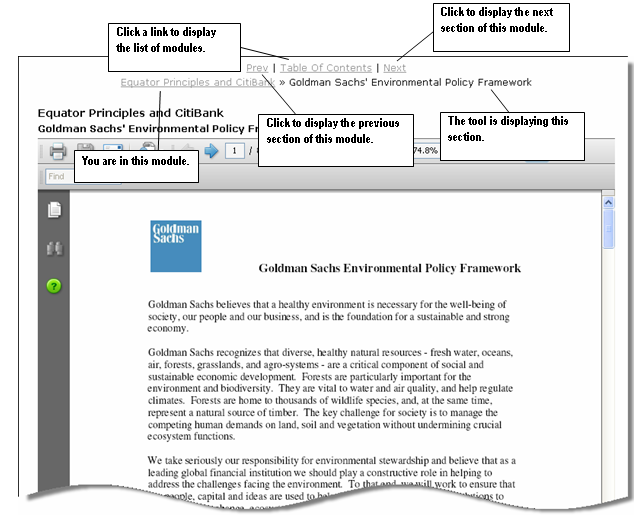 Click a link to display
the list of modules.
Click to display the next
section of this module.
Prev | Table Of Contents | Next
Equator Principles and CitiBank » Goldman Sachs' Environmental Policy Framework
Equator Principles and CitiBank
Goldman Sachs' Environmental Policy
Click to display the previous
section of this module.
The tool is displaying this
section.
You are in this module.
1 /
74.8%
Find
Goldman
Sachs
Goldman Sachs Environmental Policy Framework
Goldman Sachs believes that a healthy environment is necessary for the well-being of
society, our people and our business, and is the foundation for a sustainable and strong
economy.
Goldman Sachs recognizes that diverse, healthy natural resources - fresh water, oceans,
air, forests, grasslands, and agro-systems - are a critical component of social and
sustainable economic development. Forests are particularly important for the
environment and biodiversity. They are vital to water and air quality, and help regulate
climates. Forests are home to thousands of wildlife species, and, at the same time,
represent a natural source of timber. The key challenge for society is to manage the
competing human demands on land, soil and vegetation without undermining crucial
ecosystem functions.
We take seriously our responsibility for environmental stewardship and believe that as a
leading global financial institution we should play a constructive role in helping to
address the challenges facing the environment. To that end, we will work to ensure that
people, capital and ideas are used to